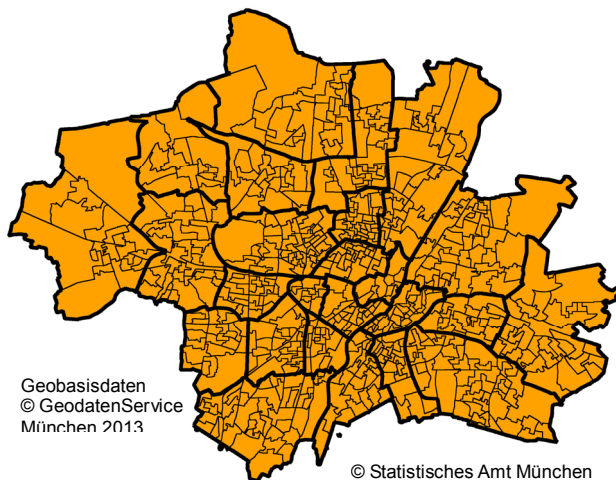 Geobasisdaten
© GeodatenService
München 2013
© Statistisches Amt München